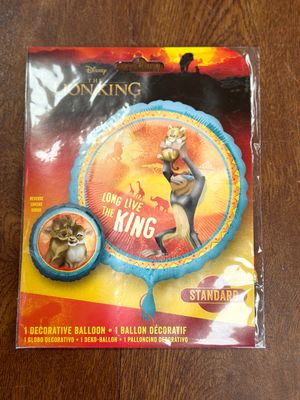 Disney
THE
LION KING
LONG LIVE
THE
KING
REVERSE
STANDARD
1 DECORATIVE BALLOON • 1 BALLON DÉCORATIF
1 GLOBO DECORATIVO • 1 DEKO-BALLON • 1 PALLONCINO DECORATIVO